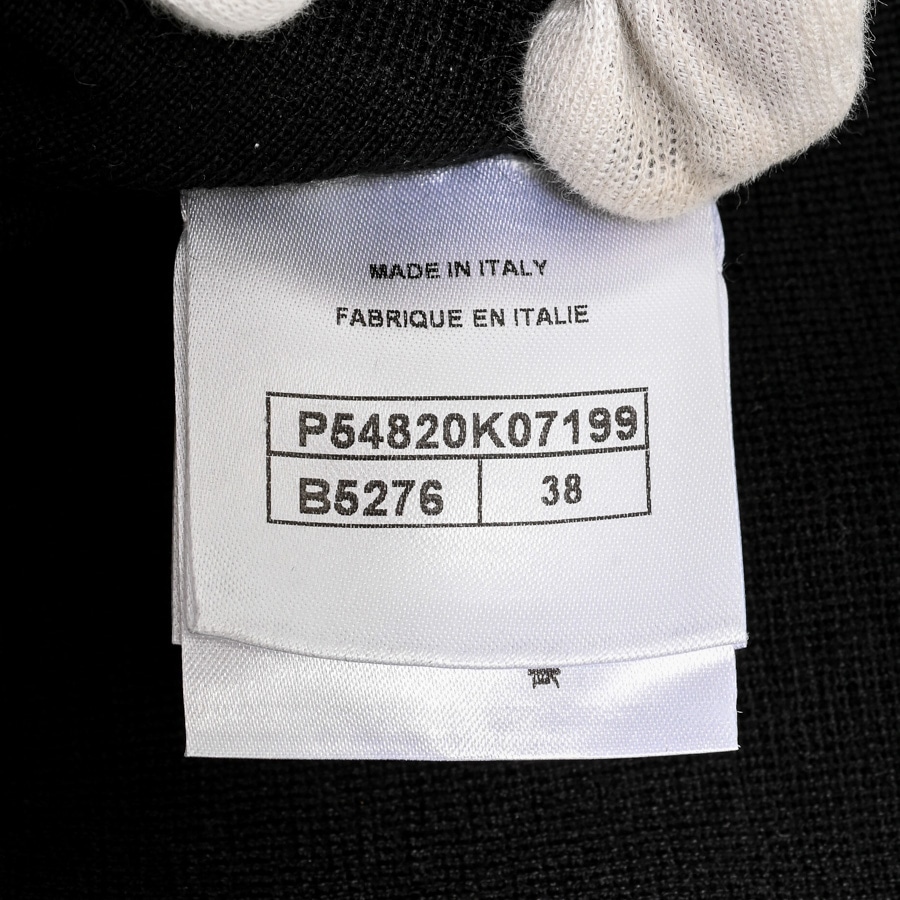 MADE IN ITALY
FABRIQUE EN ITALIE
P54820K07199
B5276 38